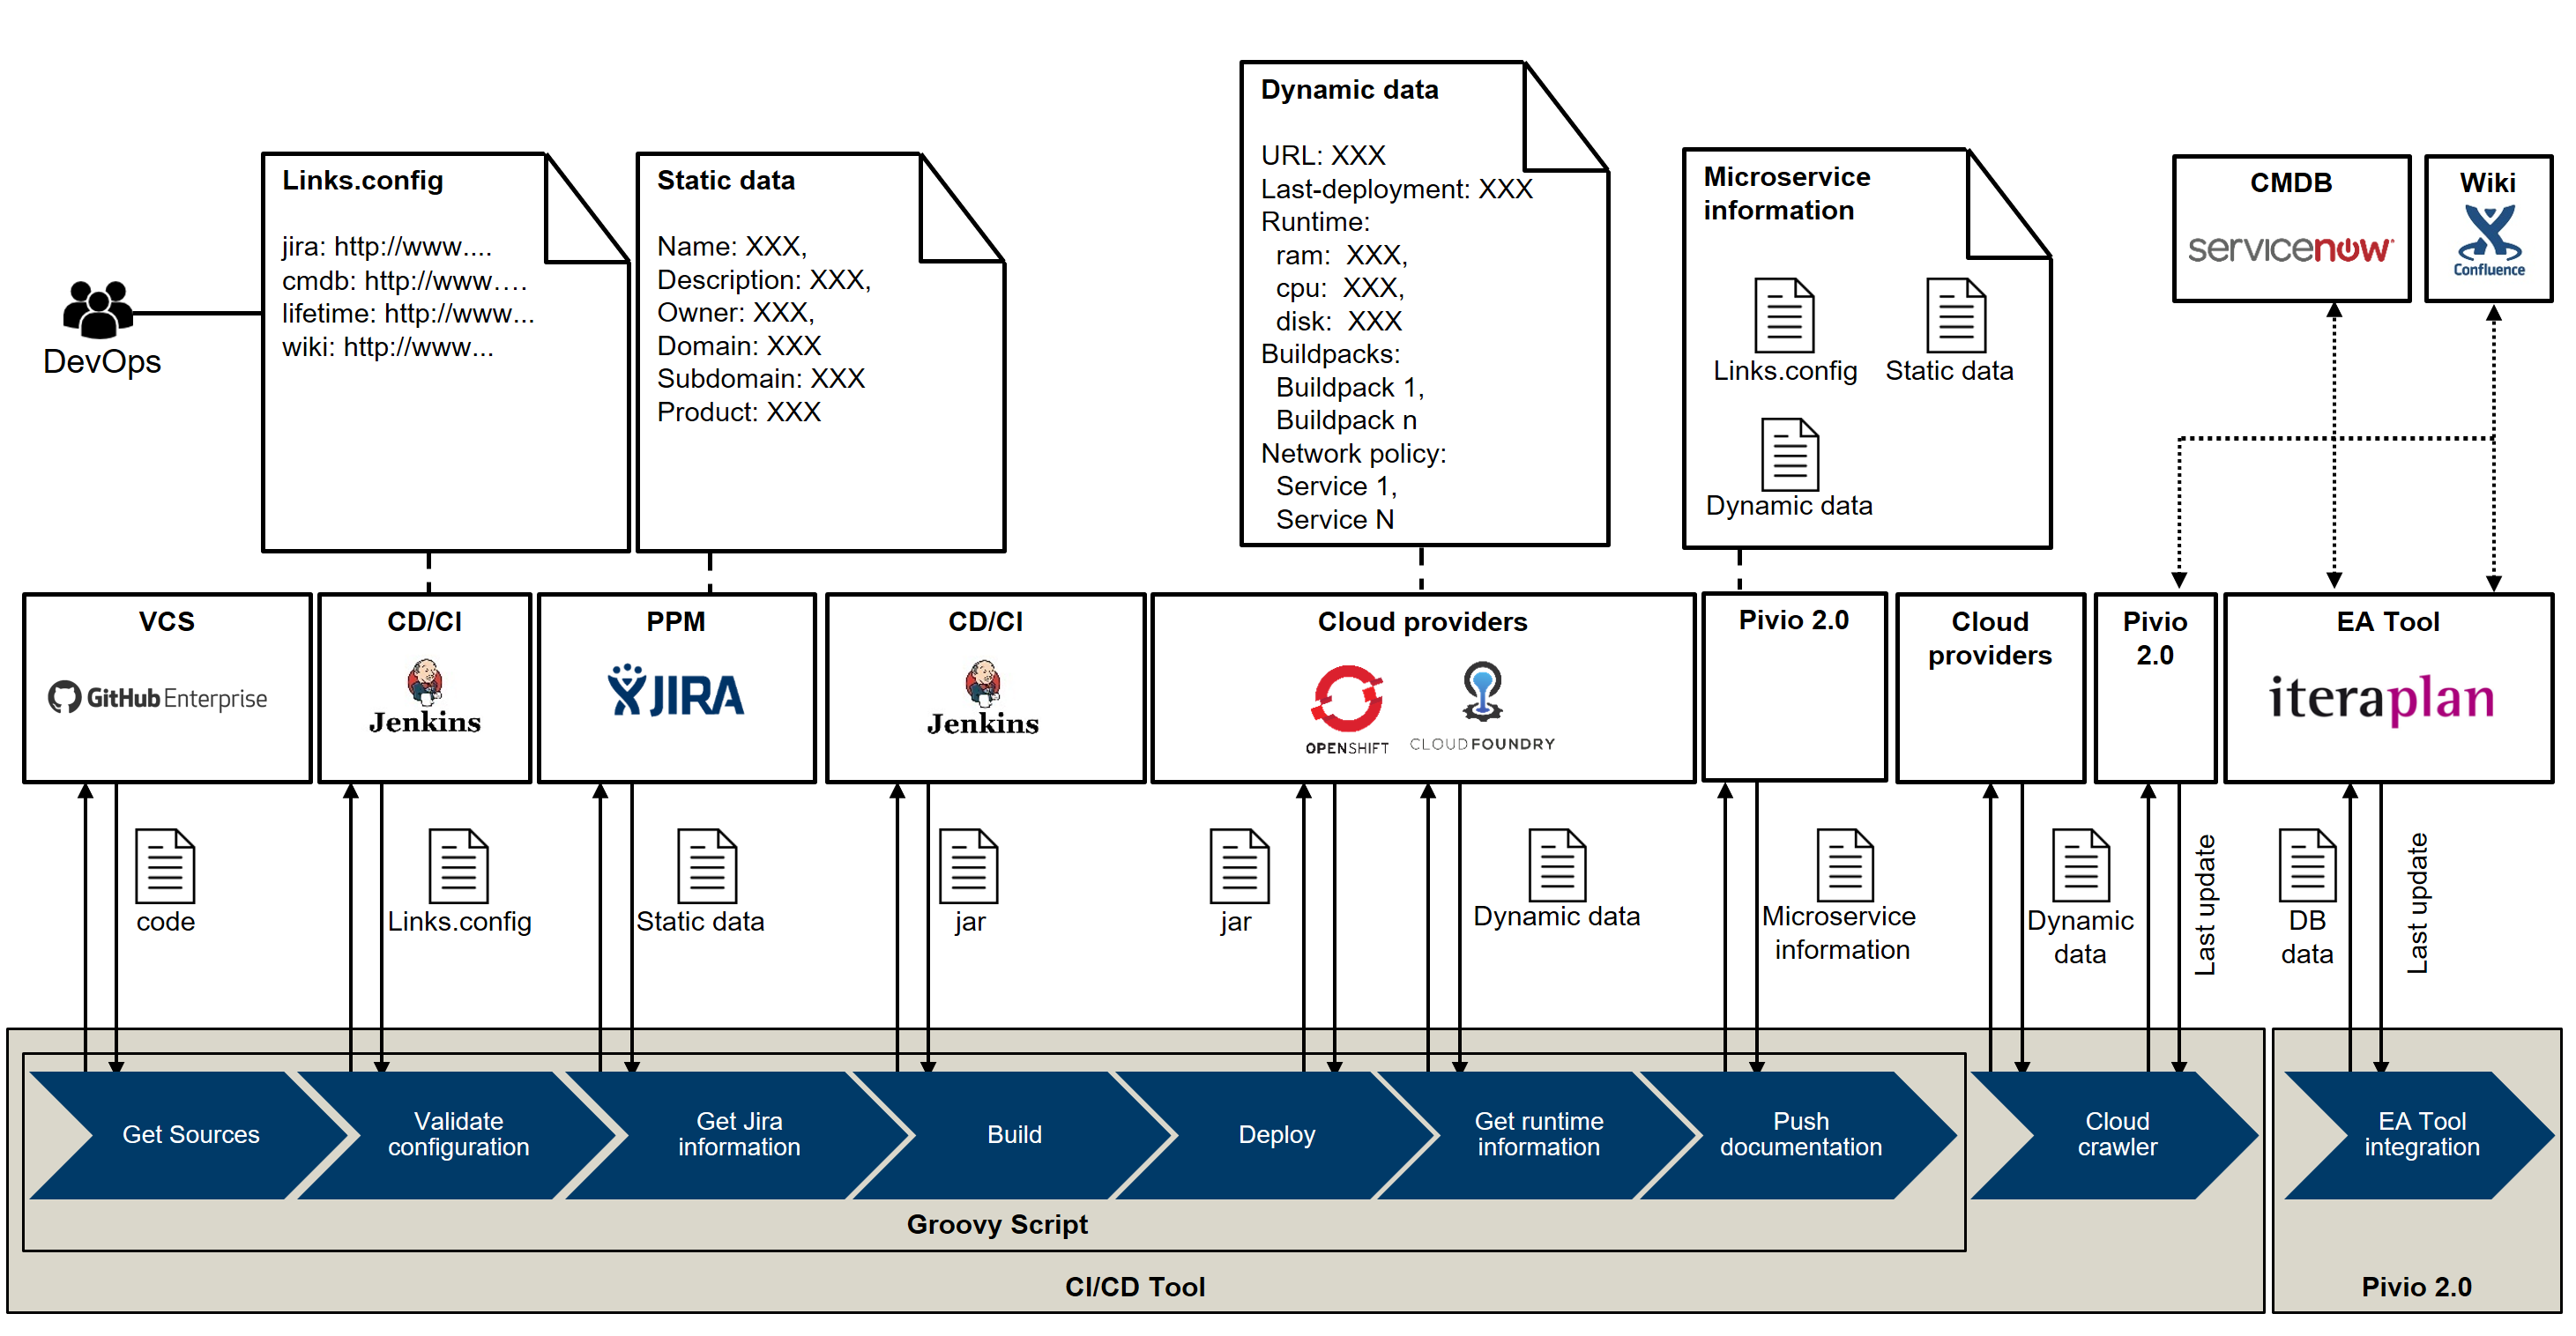 DevOps
Links.config
jira: http://www....
cmdb: http://www....
lifetime: http://www...
wiki: http://www...
Static data
Name: XXX,
Description: XXX,
Owner: XXX,
Domain: XXX
Subdomain: XXX
Product: XXX
Dynamic data
URL: XXX
Last-deployment: XXX
Runtime:
ram: XXX,
cpu: XXX,
disk: XXX
Buildpacks:
Buildpack 1,
Buildpack n
Network policy:
Service 1,
Service N
Microservice
information
Links.config
Static data
Dynamic data
CMDB
servicenow
Wiki
Confluence
VCS
GitHub Enterprise
CD/CI
Jenkins
PPM
JIRA
CD/CI
Jenkins
Cloud providers
OPENSHIFT
CLOUD FOUNDRY
Pivio 2.0
Cloud
providers
Pivio
2.0
EA Tool
iteraplan
code
Links.config
Static data
jar
jar
Dynamic data
Microservice
information
Dynamic
data
Last update
DB
data
Last update
Get Sources
Validate
configuration
Get Jira
information
Build
Deploy
Get runtime
information
Push
documentation
Cloud
crawler
EA Tool
integration
Groovy Script
CI/CD Tool
Pivio 2.0